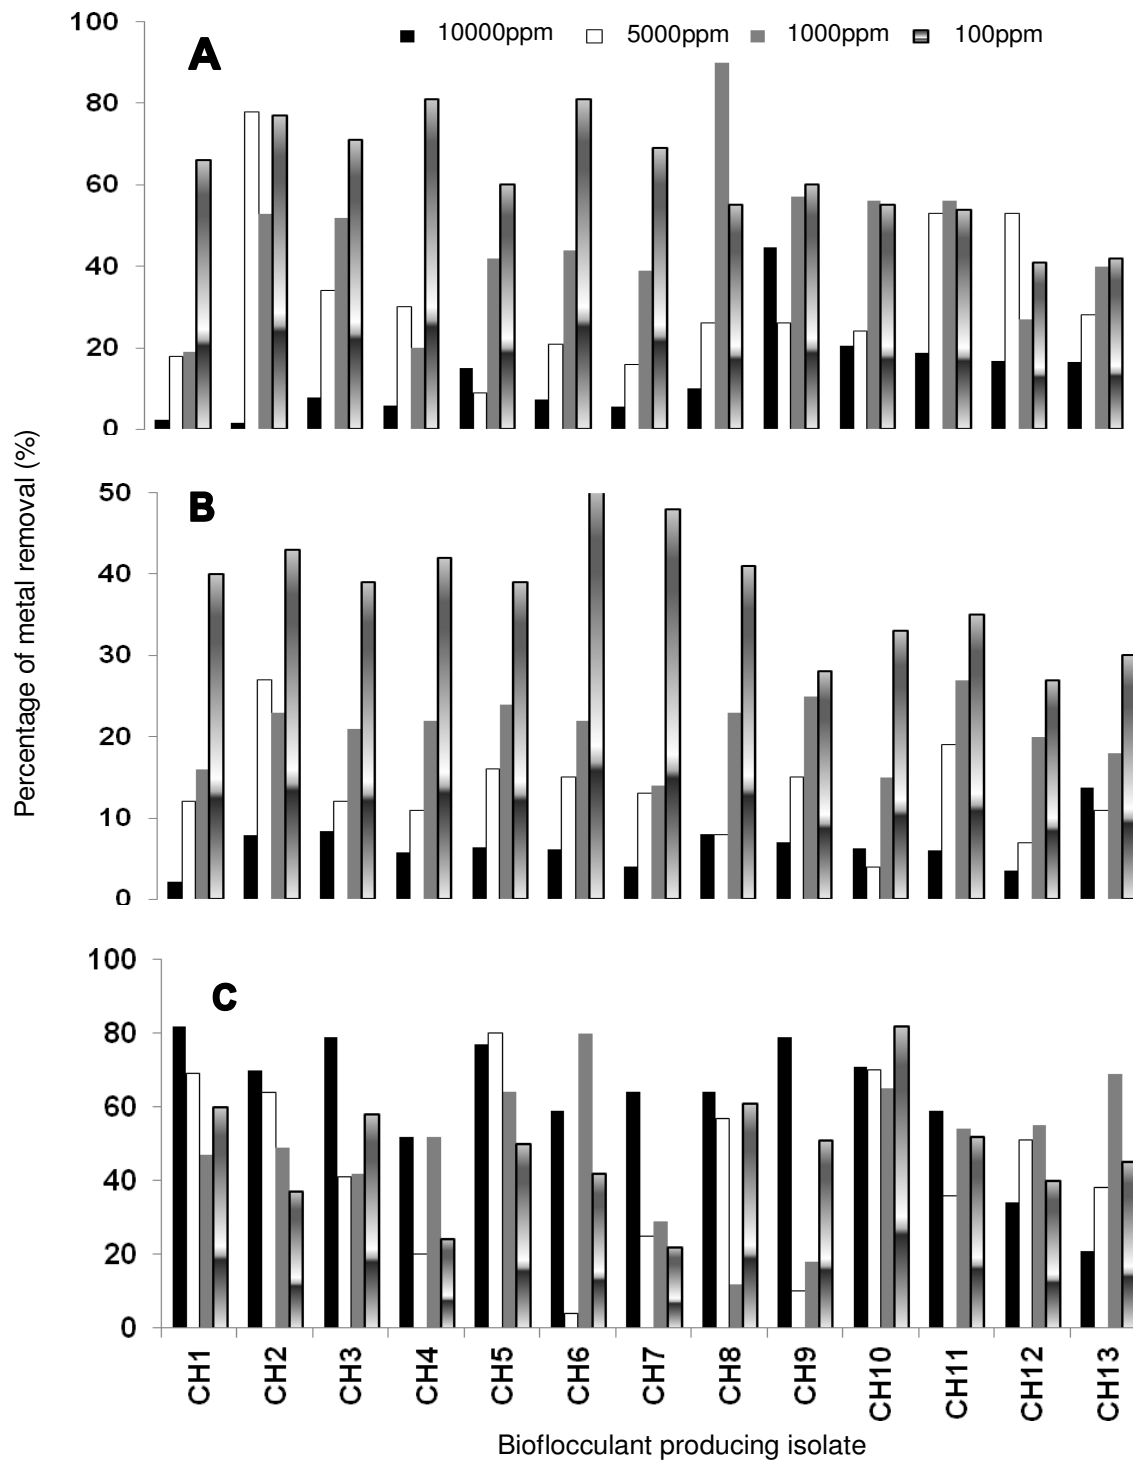 10000ppm 5000ppm 1000ppm 100ppm
A
100
80
60
40
20
0
B
50
40
30
20
10
0
C
100
80
60
40
20
0
Percentage of metal removal (%)
CH1 CH2 CH3 CH4 CH5 CH6 CH7 CH8 CH9 CH10 CH11 CH12 CH13
Bioflocculant producing isolate